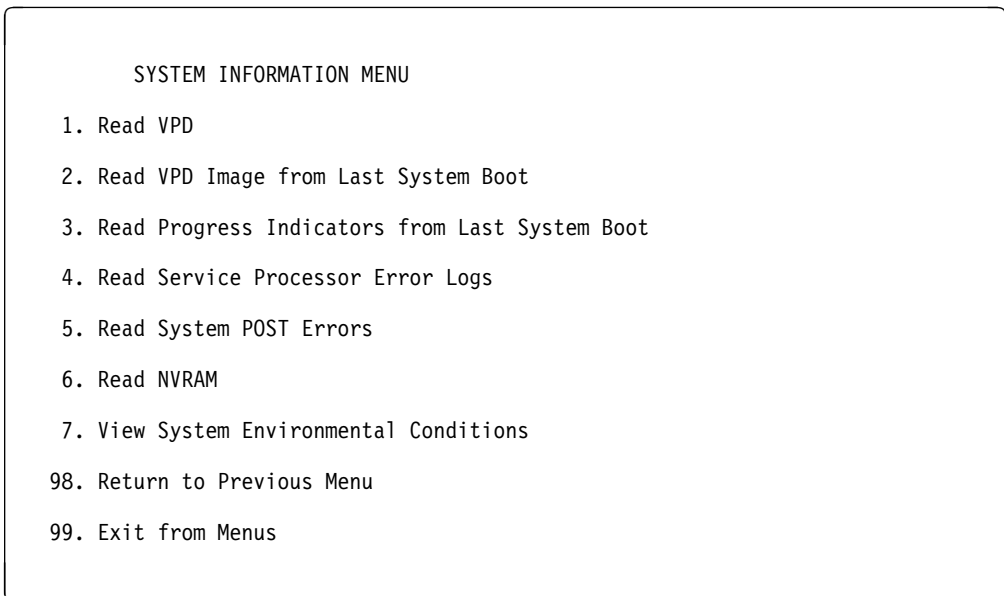 SYSTEM INFORMATION MENU
1. Read VPD
2. Read VPD Image from Last System Boot
3. Read Progress Indicators from Last System Boot
4. Read Service Processor Error Logs
5. Read System POST Errors
6. Read NVRAM
7. View System Environmental Conditions
98. Return to Previous Menu
99. Exit from Menus